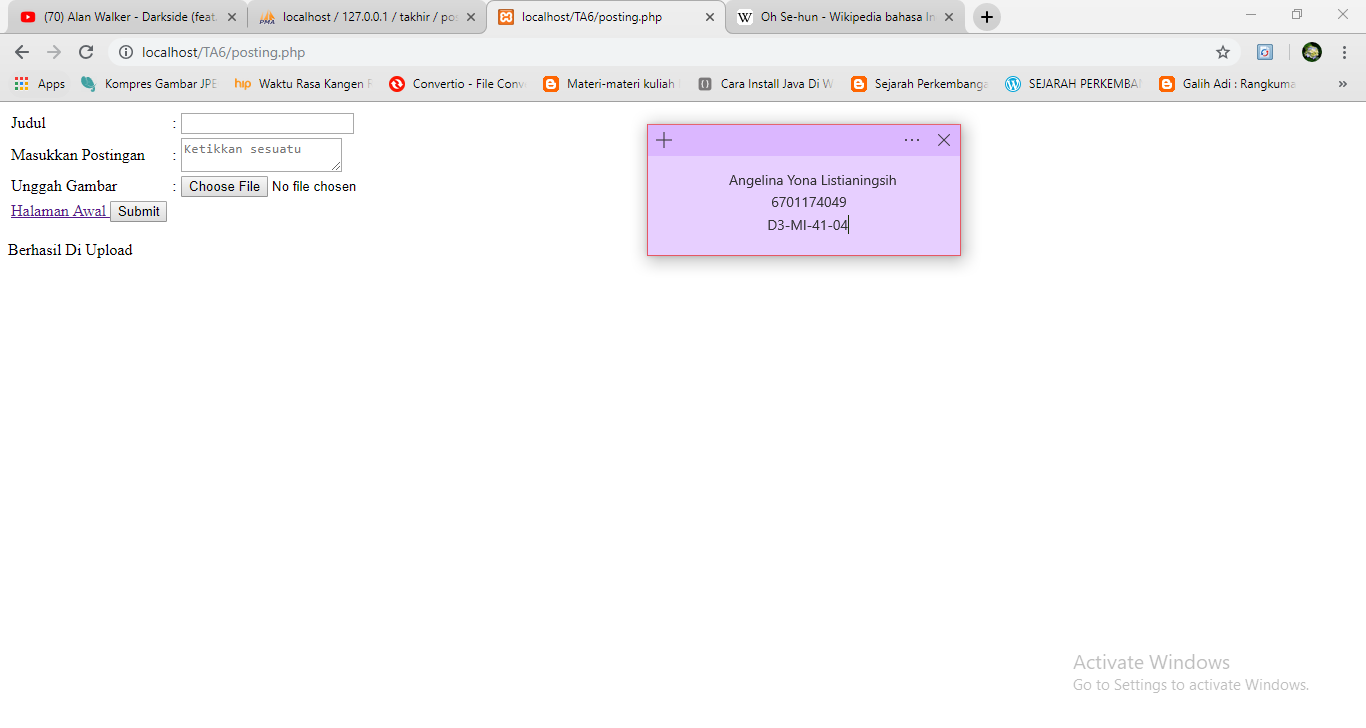 (70) Alan Walker - Darkside (feat.
localhost / 127.0.0.1 / takhir / pos
localhost/TA6/posting.php
Oh Se-hun - Wikipedia bahasa In
localhost/TA6/posting.php
Apps
Kompres Gambar JPE
hip Waktu Rasa Kangen
Convertio - File Conv
Materi-materi kuliah
Cara Install Java Di W
Sejarah Perkembanga
SEJARAH PERKEMBA
Galih Adi : Rangkuma
»
Judul :
Masukkan Postingan : Ketikkan sesuatu
Unggah Gambar : Choose File No file chosen
Halaman Awal Submit
Berhasil Di Upload
Angelina Yona Listianingsih
6701174049
D3-MI-41-04
Activate Windows
Go to Settings to activate Windows.